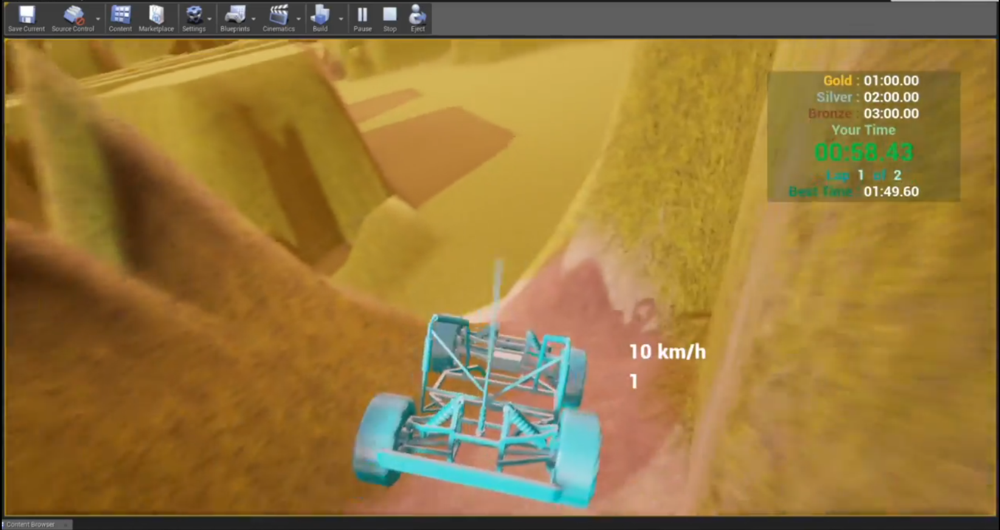 Save Current Source Control Content Marketplace Settings Blueprints Cinematics Build Pause Stop Eject
Gold : 01:00.00
Silver : 02:00.00
Bronze : 03:00.00
Your Time
00:58.43
Lap 1 of 2
Best Time : 01:49.60
10 km/h
1
Content Browser